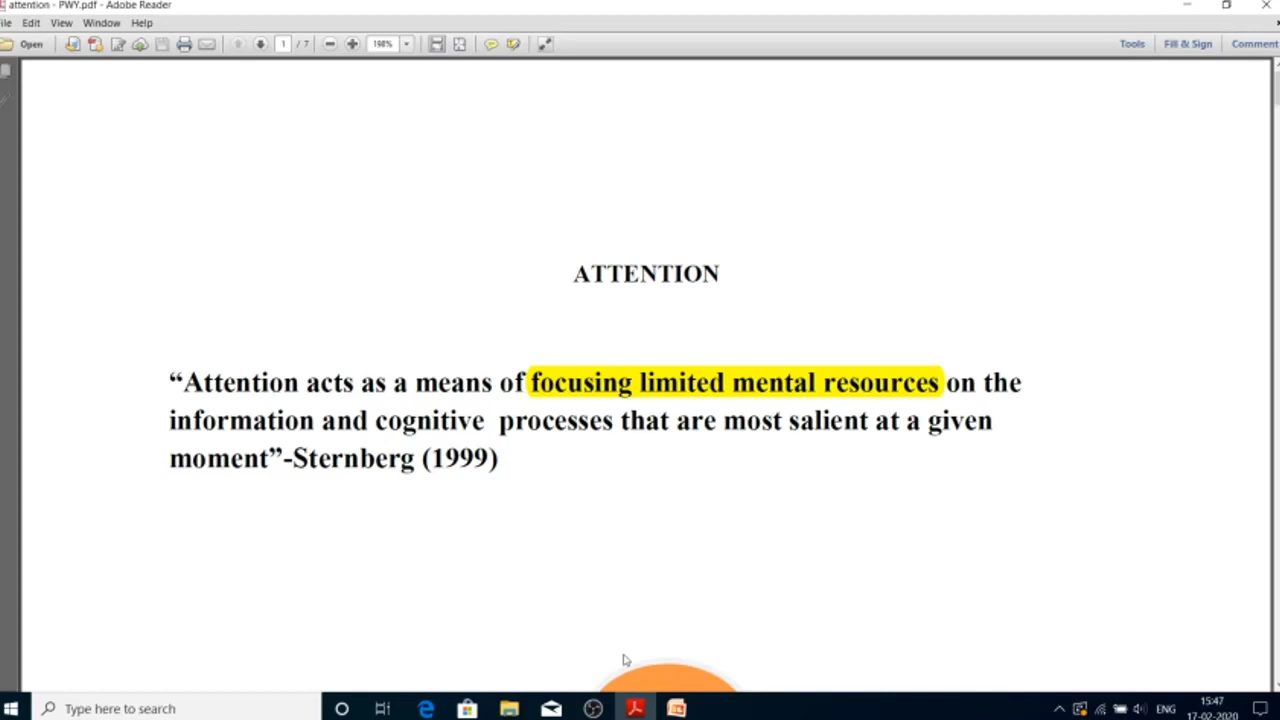 attention - PWY.pdf - Adobe Reader
File Edit View Window Help
Open 1 / 7 198% Tools Fill & Sign Comment
ATTENTION
“Attention acts as a means of focusing limited mental resources on the
information and cognitive processes that are most salient at a given
moment”-Sternberg (1999)
Type here to search ENG 15:47
17-02-2020